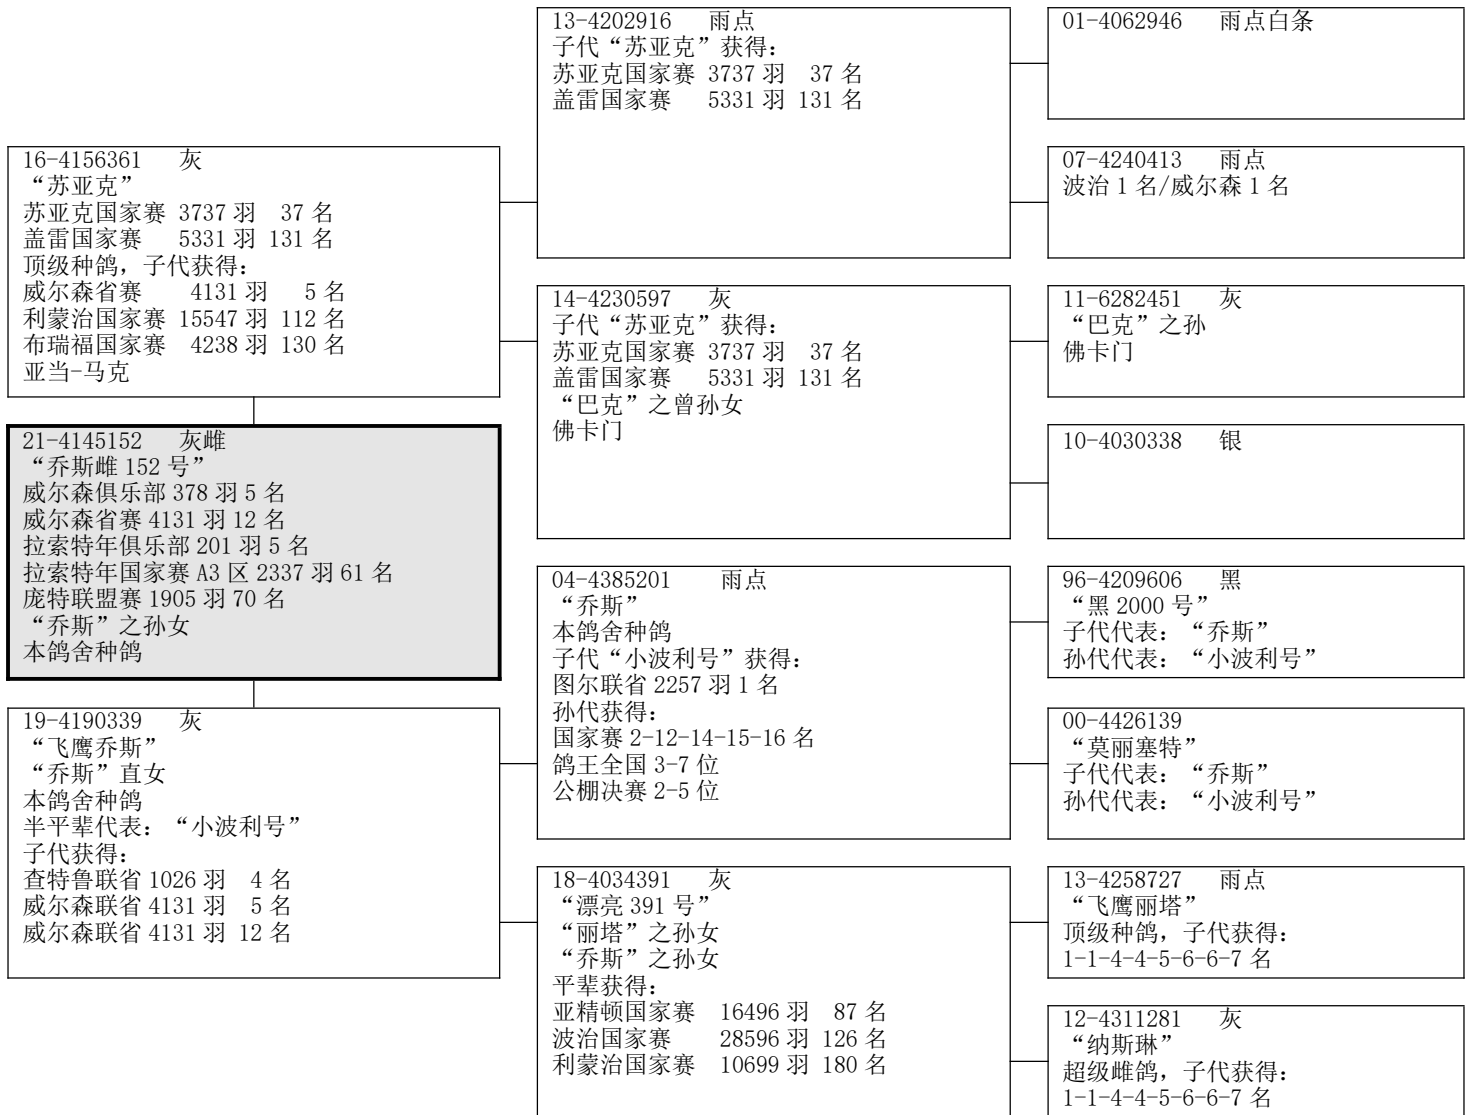 13-4202916 雨点
子代“苏亚克”获得：
苏亚克国家赛 3737 羽 37 名
盖雷国家赛 5331 羽 131 名
01-4062946 雨点白条
16-4156361 灰
“苏亚克”
苏亚克国家赛 3737 羽 37 名
盖雷国家赛 5331 羽 131 名
顶级种鸽，子代获得：
威尔森省赛 4131 羽 5 名
利蒙治国家赛 15547 羽 112 名
布瑞福国家赛 4238 羽 130 名
亚当-马克
07-4240413 雨点
波治 1 名/威尔森 1 名
14-4230597 灰
子代“苏亚克”获得：
苏亚克国家赛 3737 羽 37 名
盖雷国家赛 5331 羽 131 名
“巴克”之曾孙女
佛卡门
11-6282451 灰
“巴克”之孙
佛卡门
10-4030338 银
21-4145152 灰雌
“乔斯雌 152 号”
威尔森俱乐部 378 羽 5 名
威尔森省赛 4131 羽 12 名
拉索特年俱乐部 201 羽 5 名
拉索特年国家赛 A3 区 2337 羽 61 名
庞特联盟赛 1905 羽 70 名
“乔斯”之孙女
本鸽舍种鸽
04-4385201 雨点
“乔斯”
本鸽舍种鸽
子代“小波利号”获得：
图尔联省 2257 羽 1 名
孙代获得：
国家赛 2-12-14-15-16 名
鸽王全国 3-7 位
公棚决赛 2-5 位
96-4209606 黑
“黑 2000 号”
子代代表：“乔斯”
孙代代表：“小波利号”
00-4426139
“莫丽塞特”
子代代表：“乔斯”
孙代代表：“小波利号”
19-4190339 灰
“飞鹰乔斯”
“乔斯”直女
本鸽舍种鸽
半平辈代表：“小波利号”
子代获得：
查特鲁联省 1026 羽 4 名
威尔森联省 4131 羽 5 名
威尔森联省 4131 羽 12 名
18-4034391 灰
“漂亮 391 号”
“丽塔”之孙女
“乔斯”之孙女
平辈获得：
亚精顿国家赛 16496 羽 87 名
波治国家赛 28596 羽 126 名
利蒙治国家赛 10699 羽 180 名
13-4258727 雨点
“飞鹰丽塔”
顶级种鸽，子代获得：
1-1-4-4-5-6-6-7 名
12-4311281 灰
“纳斯琳”
超级雌鸽，子代获得：
1-1-4-4-5-6-6-7 名